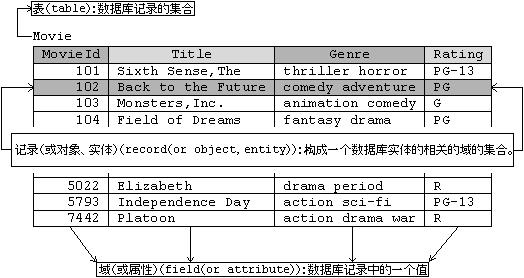 表(table):数据库记录的集合
Movie
MovieId Title Genre Rating
101 Sixth Sense,The thriller horror PG-13
102 Back to the Future comedy adventure PG
103 Monsters,Inc. animation comedy G
104 Field of Dreams fantasy drama PG
记录(或对象、实体)(record(or object,entity)):构成一个数据库实体的相关的域的集合。
5022 Elizabeth drama period R
5793 Independence Day action sci-fi PG-13
7442 Platoon action drama war R
域(或属性)(field(or attribute)):数据库记录中的一个值